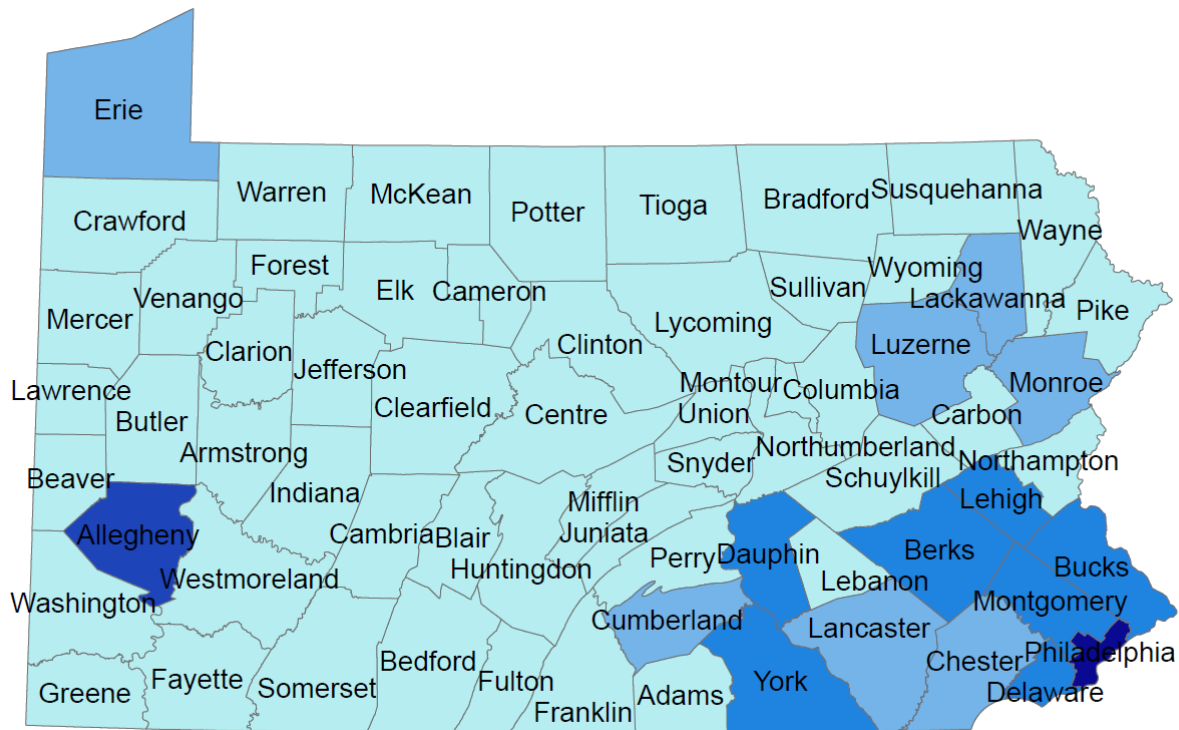 Erie
Warren
McKean
Potter
Tioga
Bradford
Susquehanna
Crawford
Wayne
Forest
Wyoming
Venango
Elk
Cameron
Sullivan
Lackawanna
Mercer
Pike
Lycoming
Clarion
Clinton
Luzerne
Jefferson
Lawrence
Montour
Columbia
Monroe
Butler
Clearfield
Centre
Union
Carbon
Armstrong
Northumberland
Northampton
Beaver
Snyder
Schuylkill
Indiana
Mifflin
Lehigh
Allegheny
Cambria
Blair
Juniata
Perry
Dauphin
Berks
Huntingdon
Bucks
Westmoreland
Lebanon
Washington
Montgomery
Cumberland
Lancaster
Bedford
Chester
Philadelphia
Greene
Fayette
Somerset
Fulton
York
Delaware
Adams
Franklin